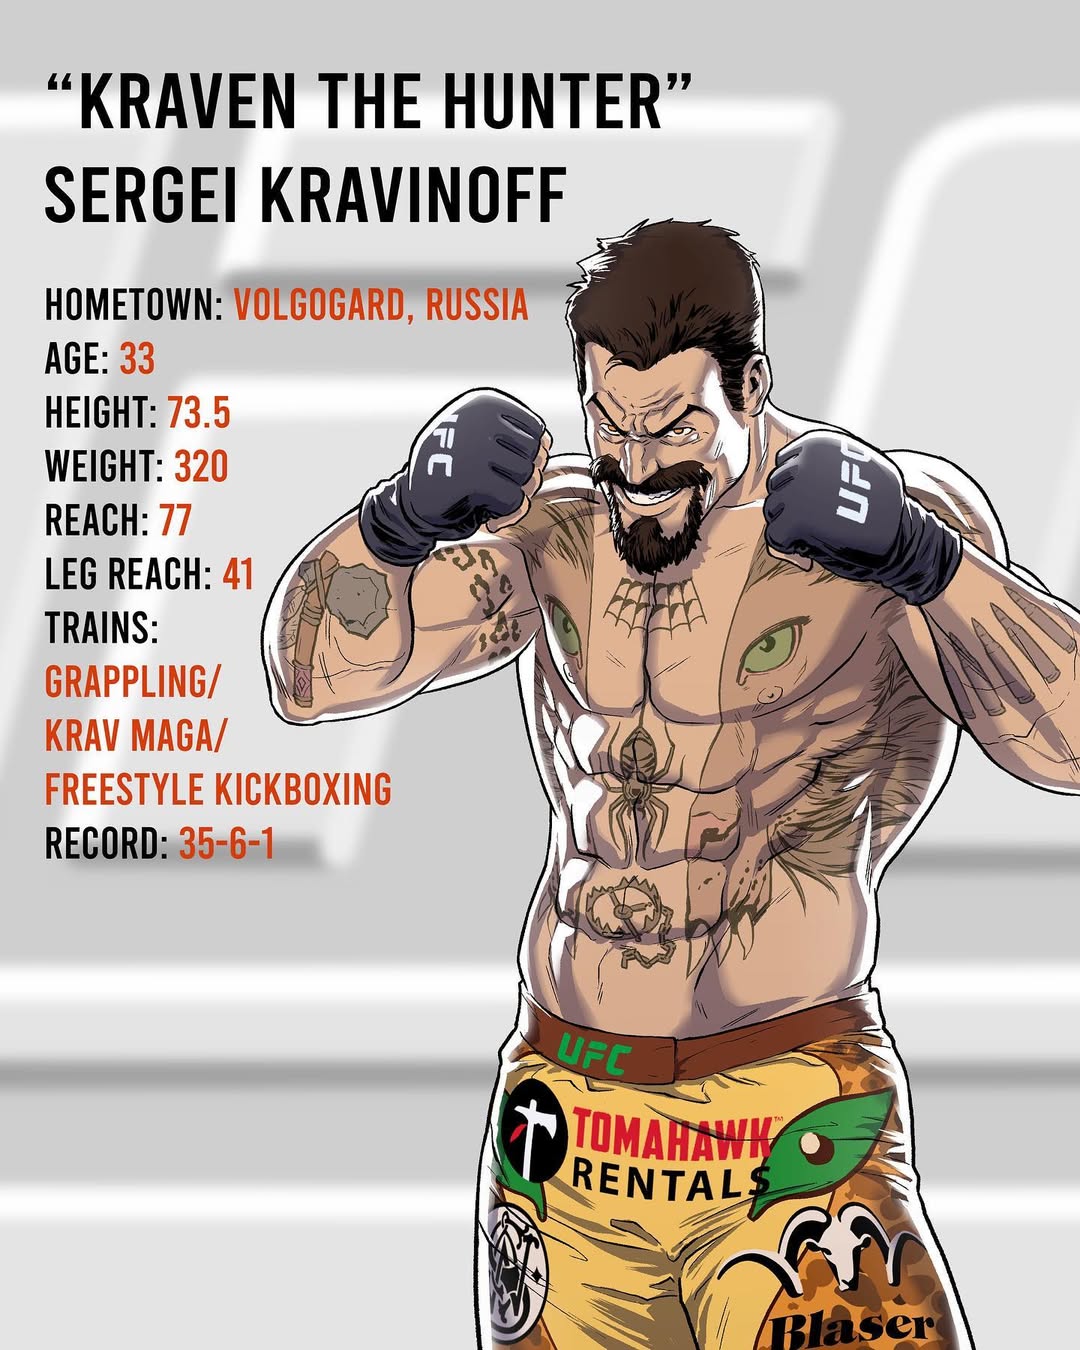 “KRAVEN THE HUNTER”
SERGEI KRAVINOFF
HOMETOWN: VOLGOGARD, RUSSIA
AGE: 33
HEIGHT: 73.5
WEIGHT: 320
REACH: 77
LEG REACH: 41
TRAINS:
GRAPPLING/
KRAV MAGA/
FREESTYLE KICKBOXING
RECORD: 35-6-1
UFC
UFC
UFC
TOMAHAWK™
RENTALS
Blaser